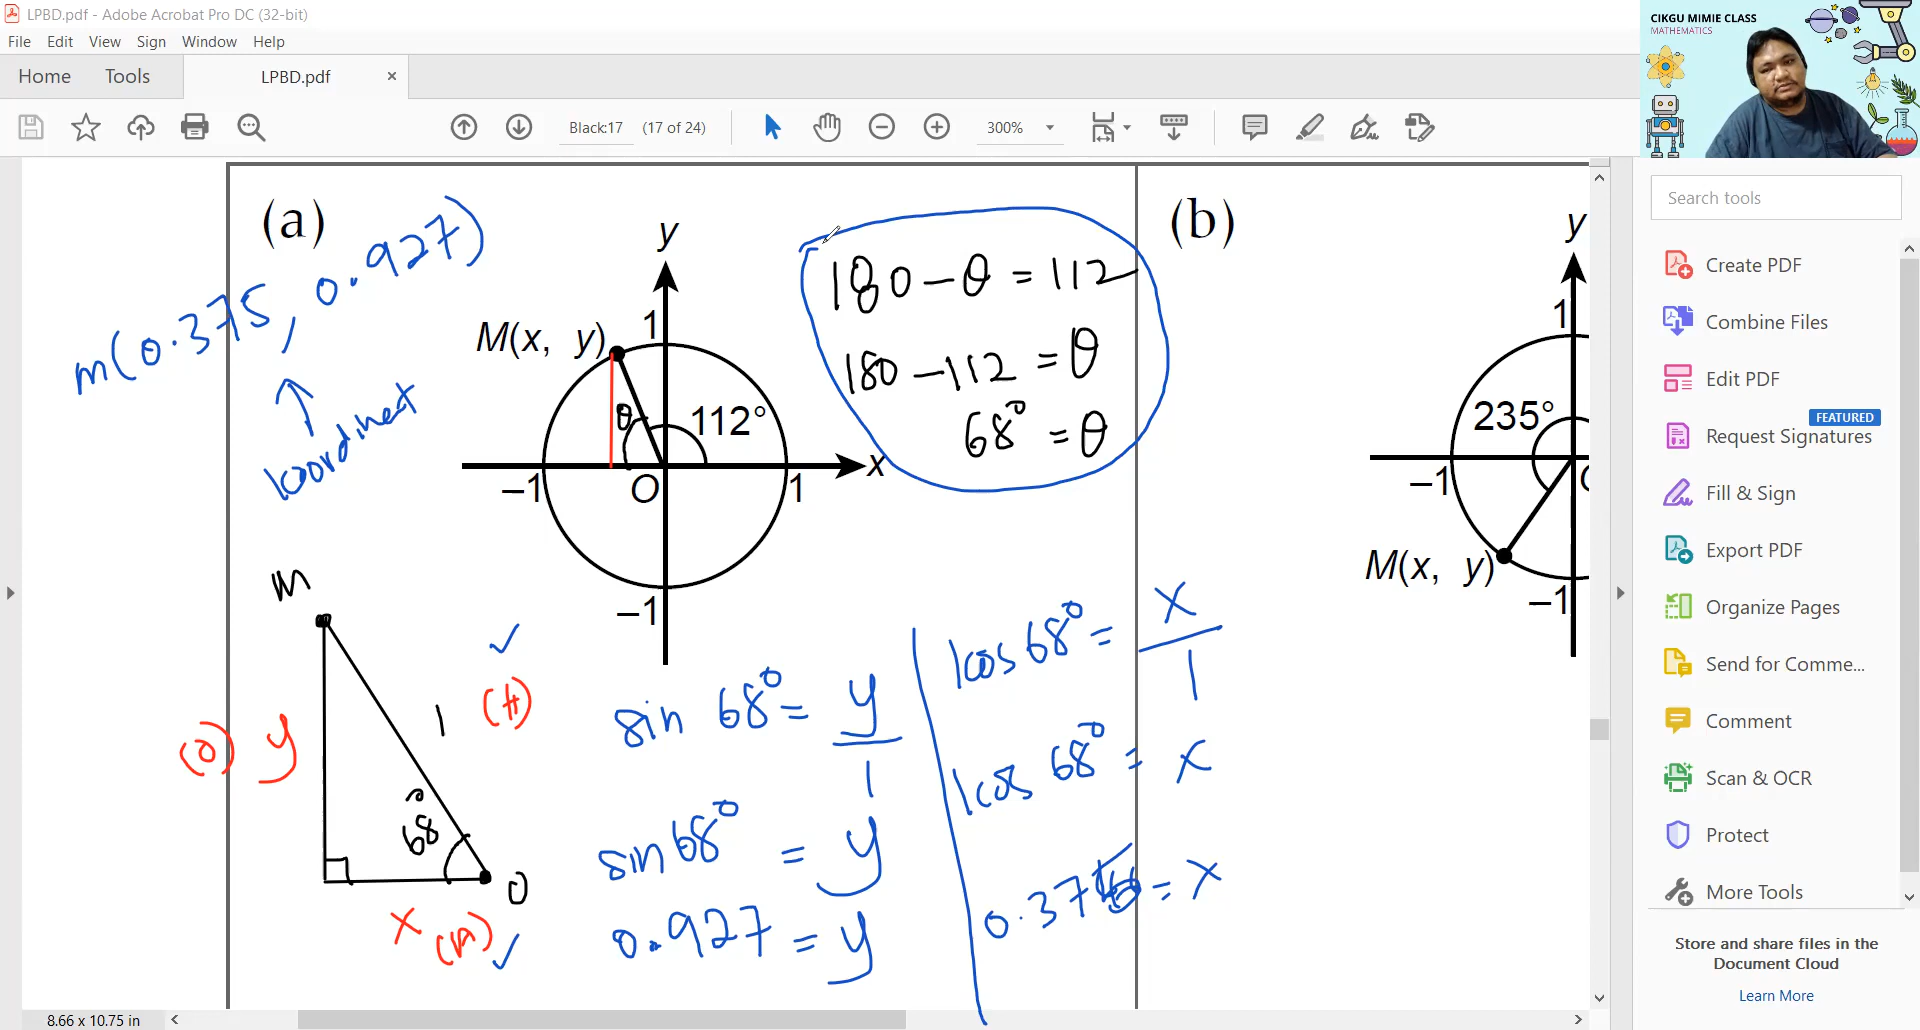 LPBD.pdf - Adobe Acrobat Pro DC (32-bit)
File Edit View Sign Window Help
Home Tools LPBD.pdf ×
Black:17 (17 of 24) 300%
CIKGU MIMIE CLASS
MATHEMATICS
Search tools
Create PDF
Combine Files
Edit PDF
FEATURED
Request Signatures
Fill & Sign
Export PDF
Organize Pages
Send for Comme...
Comment
Scan & OCR
Protect
More Tools
Store and share files in the
Document Cloud
Learn More
(a)
m(0.375, 0.927)
koordinat
y
1
M(x, y)
θ
112°
x
-1
O
1
-1
180 - θ = 112
180 - 112 = θ
68° = θ
m
(O) y
1
(H)
68°
O
x
(A)
sin 68° = y/1
sin 68° = y
0.927 = y
cos 68° = x/1
cos 68° = x
= x
(b)
y
1
235°
-1
M(x, y)
-1
8.66 x 10.75 in